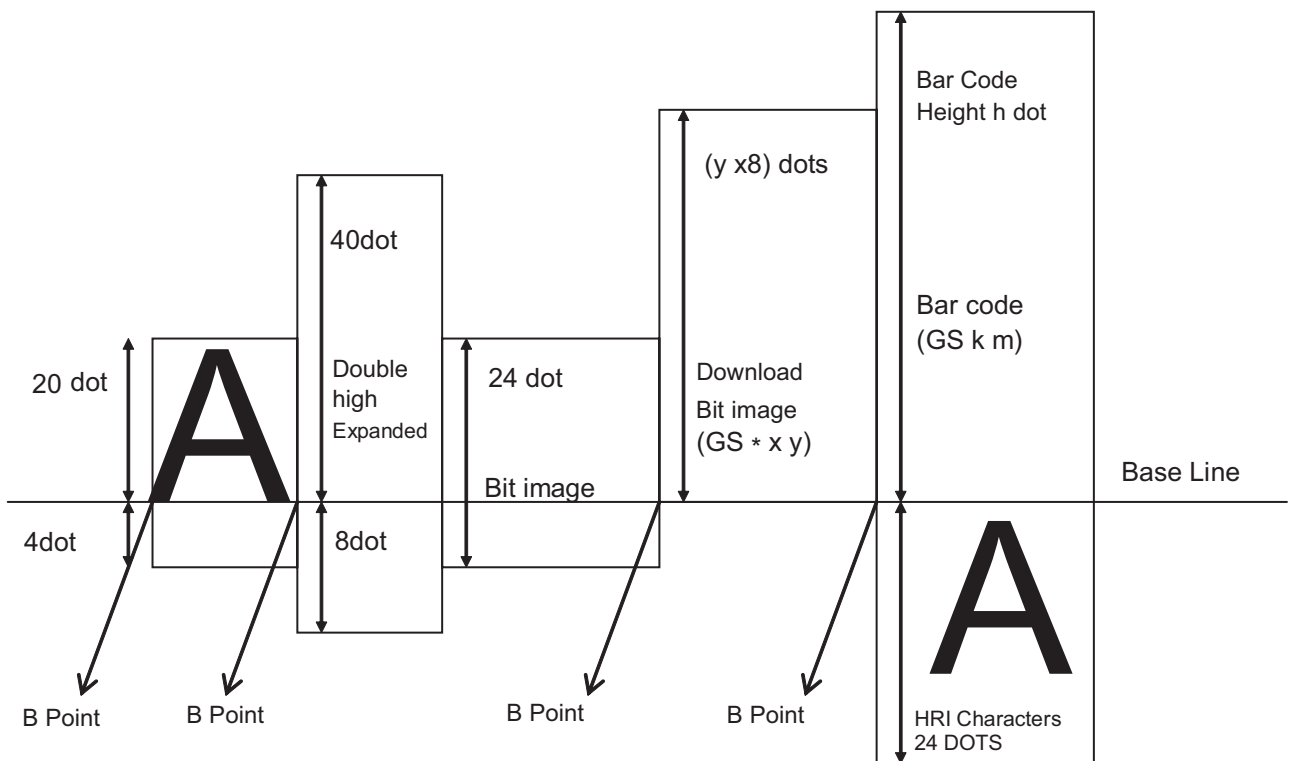 Bar Code
Height h dot
(y x8) dots
40dot
20 dot
A
Double
high
Expanded
24 dot
Download
Bit image
(GS * x y)
Bar code
(GS k m)
Bit image
Base Line
4dot
8dot
A
B Point
B Point
B Point
B Point
HRI Characters
24 DOTS